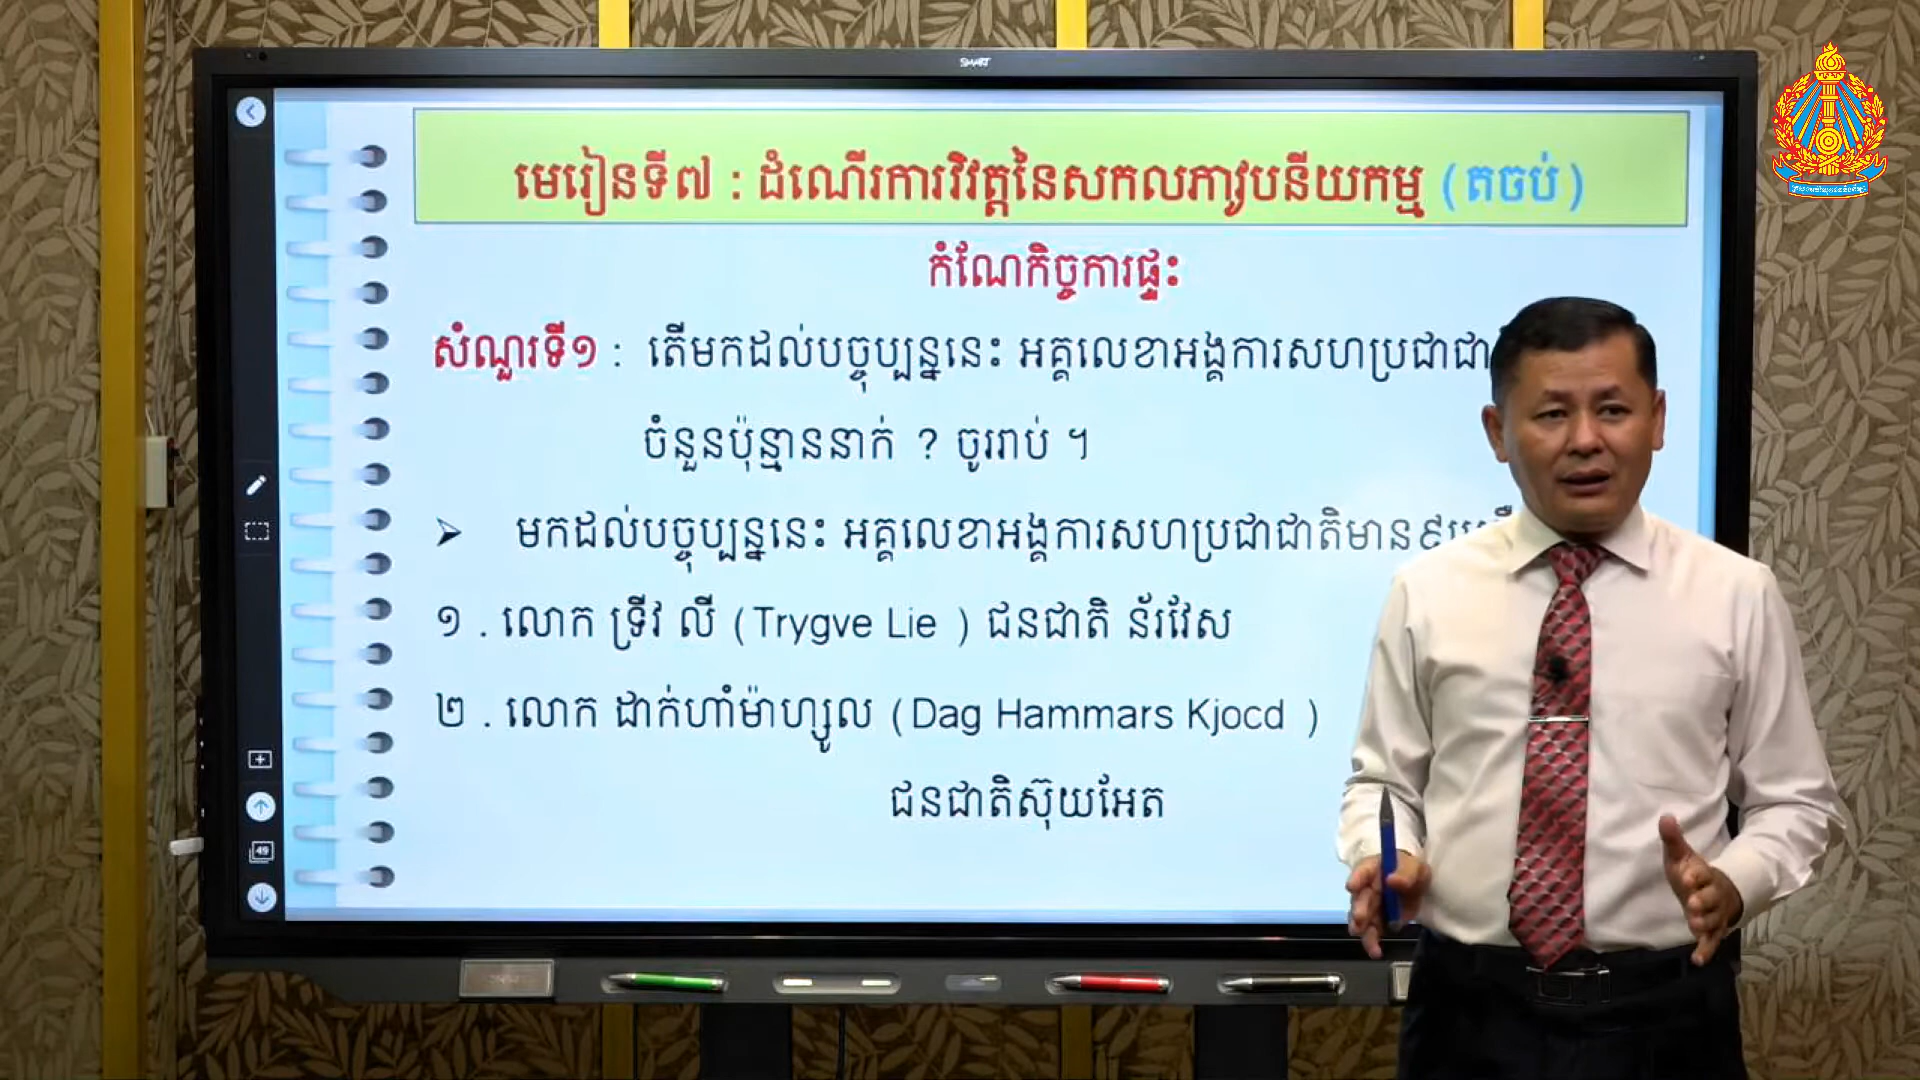 SMART
មេរៀនទី៧ : ដំណើរការវិវត្តនៃសកលភាវូបនីយកម្ម (តចប់)
កំណែកិច្ចការផ្ទះ
សំណួរទី១ : តើមកដល់បច្ចុប្បន្ននេះ អគ្គលេខាអង្គការសហប្រជាជា
ចំនួនប៉ុន្មាននាក់ ? ចូររាប់ ។
➢ មកដល់បច្ចុប្បន្ននេះ អគ្គលេខាអង្គការសហប្រជាជាតិមាន៩
១ . លោក ទ្រីវ លី (Trygve Lie ) ជនជាតិ ន័រវែស
២ . លោក ដាក់ហាំម៉ាហ្សូល (Dag Hammars Kjocd )
ជនជាតិស៊ុយអែត
49